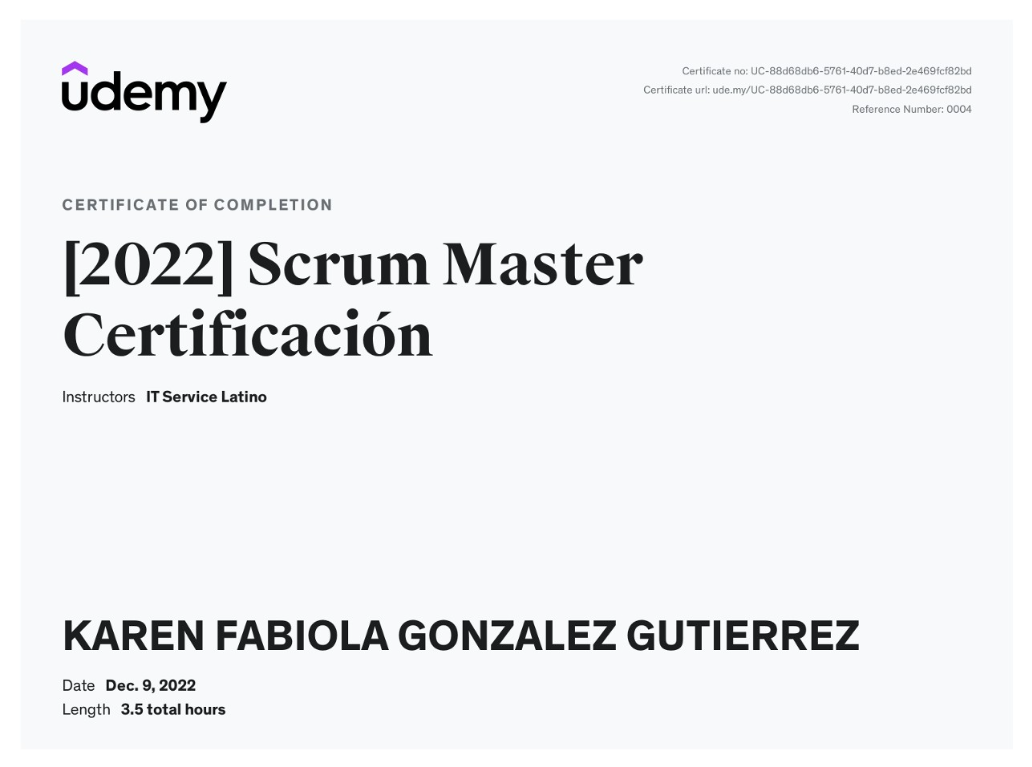 udemy
Certificate no: UC-88d68db6-5761-40d7-b8ed-2e469fcf82bd
Certificate url: ude.my/UC-88d68db6-5761-40d7-b8ed-2e469fcf82bd
Reference Number: 0004
CERTIFICATE OF COMPLETION
[2022] Scrum Master
Certificación
Instructors IT Service Latino
KAREN FABIOLA GONZALEZ GUTIERREZ
Date Dec. 9, 2022
Length 3.5 total hours